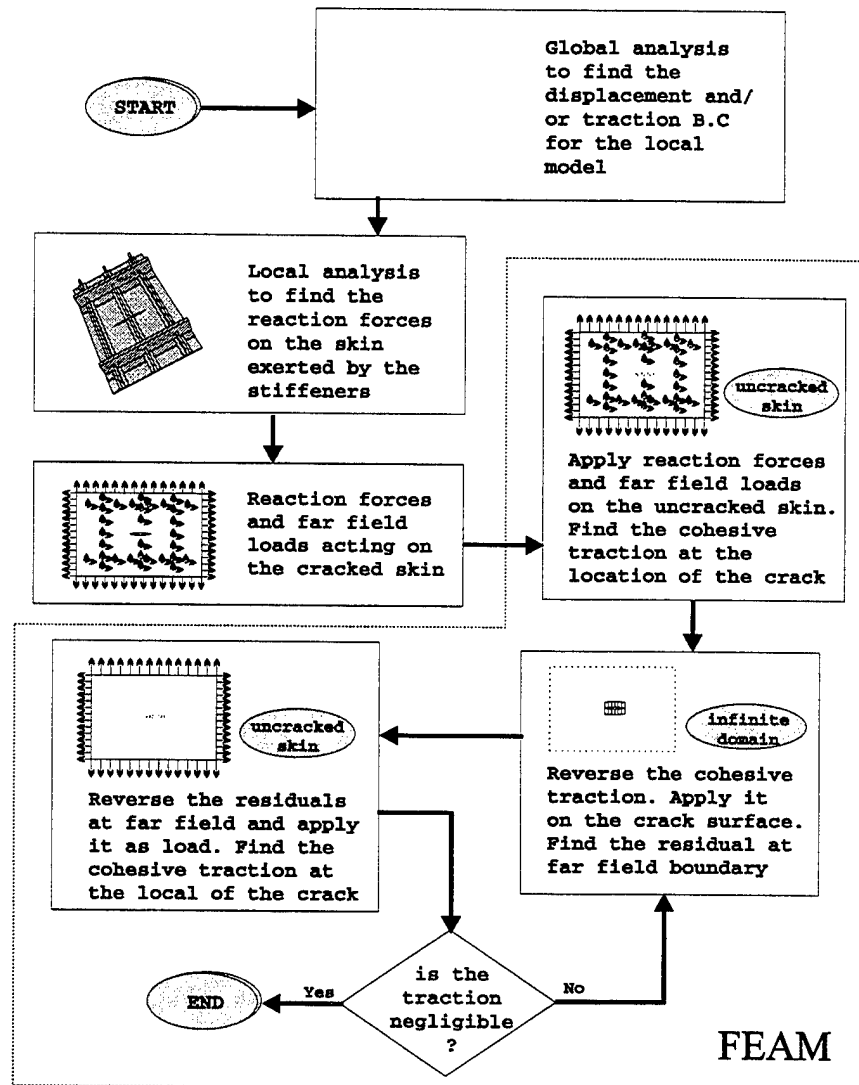 START
Global analysis
to find the
displacement and/
or traction B.C
for the local
model
Local analysis
to find the
reaction forces
on the skin
exerted by the
stiffeners
Reaction forces
and far field
loads acting on
the cracked skin
uncracked
skin
Apply reaction forces
and far field loads
on the uncracked skin.
Find the cohesive
traction at the
location of the crack
infinite
domain
Reverse the cohesive
traction. Apply it
on the crack surface.
Find the residual at
far field boundary
uncracked
skin
Reverse the residuals
at far field and apply
it as load. Find the
cohesive traction at
the local of the crack
is the
traction
negligible
?
Yes
No
END
FEAM